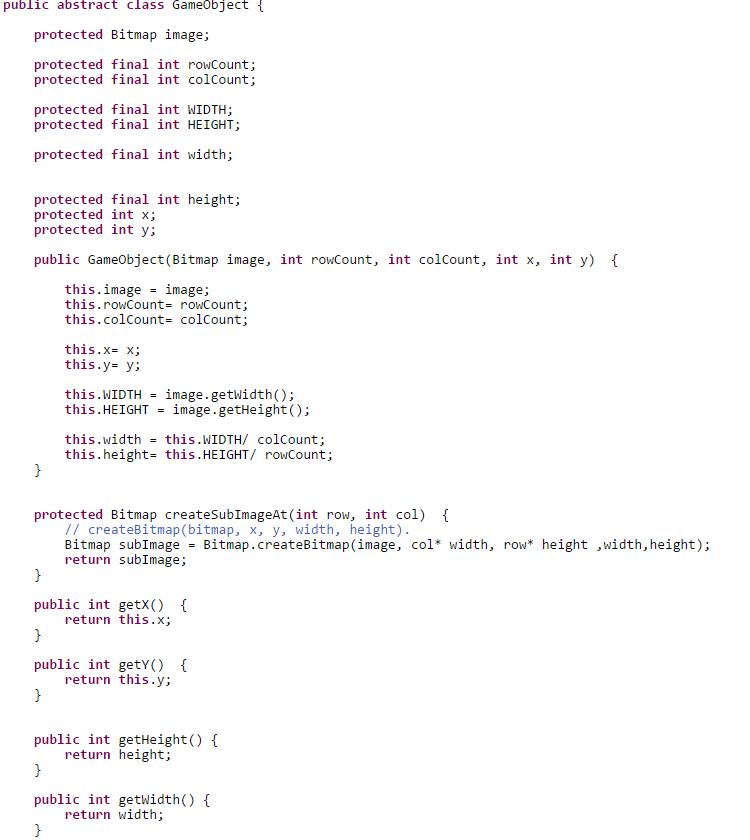 public abstract class GameObject {
protected Bitmap image;
protected final int rowCount;
protected final int colCount;
protected final int WIDTH;
protected final int HEIGHT;
protected final int width;
protected final int height;
protected int x;
protected int y;
public GameObject(Bitmap image, int rowCount, int colCount, int x, int y)  {
this.image = image;
this.rowCount= rowCount;
this.colCount= colCount;
this.x= x;
this.y= y;
this.WIDTH = image.getWidth();
this.HEIGHT = image.getHeight();
this.width = this.WIDTH/ colCount;
this.height= this.HEIGHT/ rowCount;
}
protected Bitmap createSubImageAt(int row, int col)  {
// createBitmap(bitmap, x, y, width, height).
Bitmap subImage = Bitmap.createBitmap(image, col* width, row* height ,width,height);
return subImage;
}
public int getX()  {
return this.x;
}
public int getY()  {
return this.y;
}
public int getHeight() {
return height;
}
public int getWidth() {
return width;
}